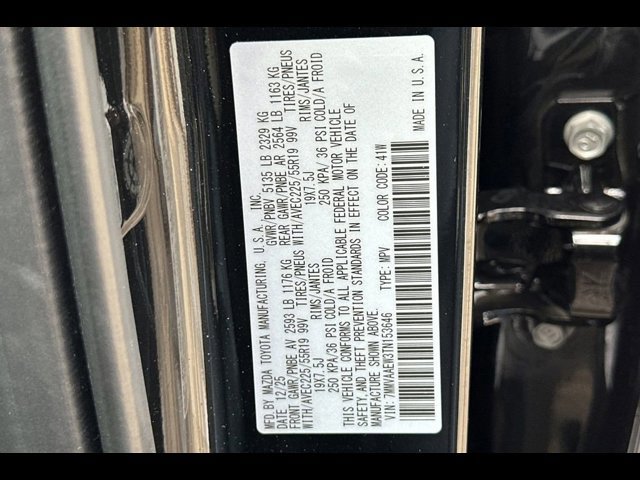 MFD. BY MAZDA TOYOTA MANUFACTURING, U.S.A. INC.
DATE 12/25 GVWR/PNBV 5135 LB 2329 KG
FRONT GAWR/PNBE AV 2593 LB 1176 KG REAR GAWR/PNBE AR 2564 LB 1163 KG
WITH/AVEC225/55R19 99V TIRES/PNEUS WITH/AVEC225/55R19 99V TIRES/PNEUS
19X7.5J RIMS/JANTES 19X7.5J RIMS/JANTES
250 KPA/36 PSI COLD/A FROID 250 KPA/ 36 PSI COLD/A FROID
THIS VEHICLE CONFORMS TO ALL APPLICABLE FEDERAL MOTOR VEHICLE
SAFETY, AND THEFT PREVENTION STANDARDS IN EFFECT ON THE DATE OF
MANUFACTURE SHOWN ABOVE.
VIN: 7MMVAAEW3TN153646 TYPE: MPV COLOR CODE: 41W
MADE IN U.S.A.